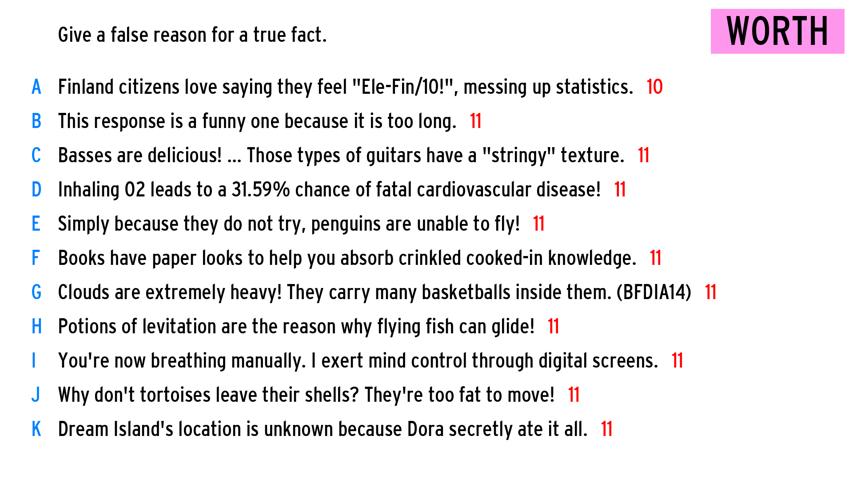 Give a false reason for a true fact.
WORTH
A Finland citizens love saying they feel "Ele-Fin/10!", messing up statistics. 10
B This response is a funny one because it is too long. 11
C Basses are delicious! ... Those types of guitars have a "stringy" texture. 11
D Inhaling O2 leads to a 31.59% chance of fatal cardiovascular disease! 11
E Simply because they do not try, penguins are unable to fly! 11
F Books have paper looks to help you absorb crinkled cooked-in knowledge. 11
G Clouds are extremely heavy! They carry many basketballs inside them. (BFDIA14) 11
H Potions of levitation are the reason why flying fish can glide! 11
I You're now breathing manually. I exert mind control through digital screens. 11
J Why don't tortoises leave their shells? They're too fat to move! 11
K Dream Island's location is unknown because Dora secretly ate it all. 11